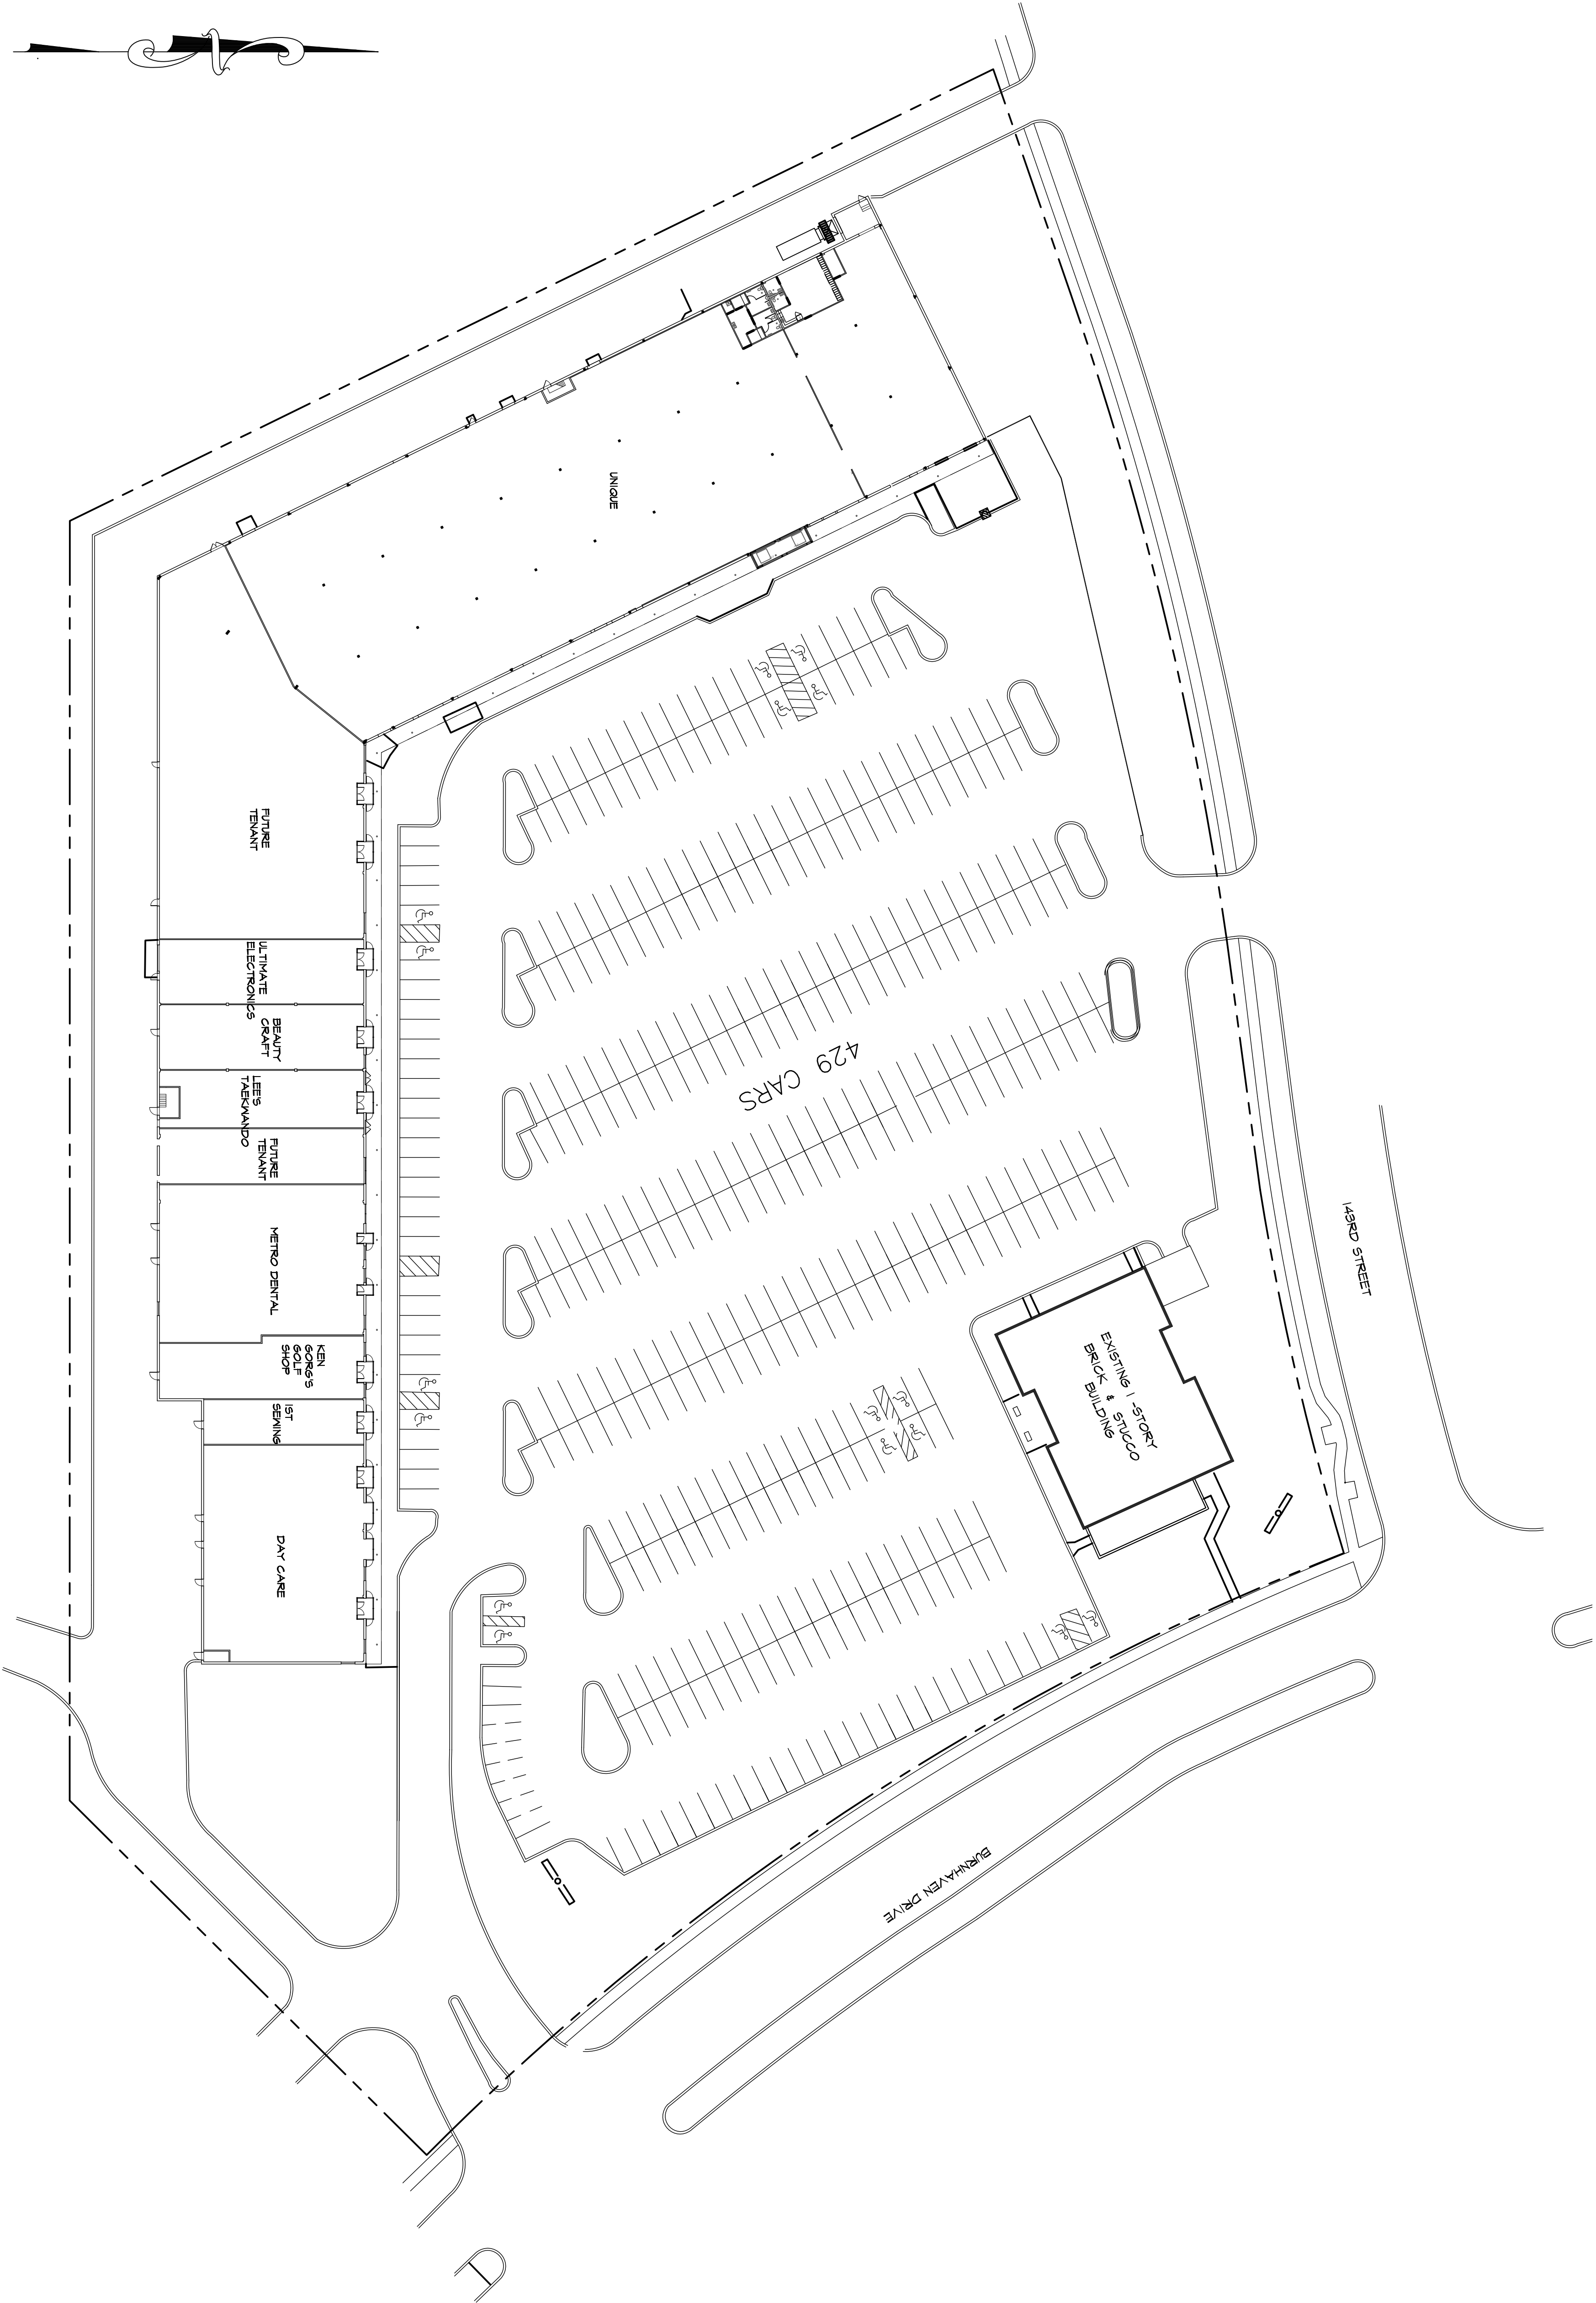 UNIQUE
FUTURE
TENANT
ULTIMATE
ELECTRONICS
BEAUTY
CRAFT
LEE'S
TAEKWANDO
FUTURE
TENANT
METRO DENTAL
KEN
GORG'S
GOLF
SHOP
1ST
SEWING
DAY CARE
429 CARS
EXISTING 1 -STORY
BRICK & STUCCO
BUILDING
143RD STREET
BURNHAVEN DRIVE